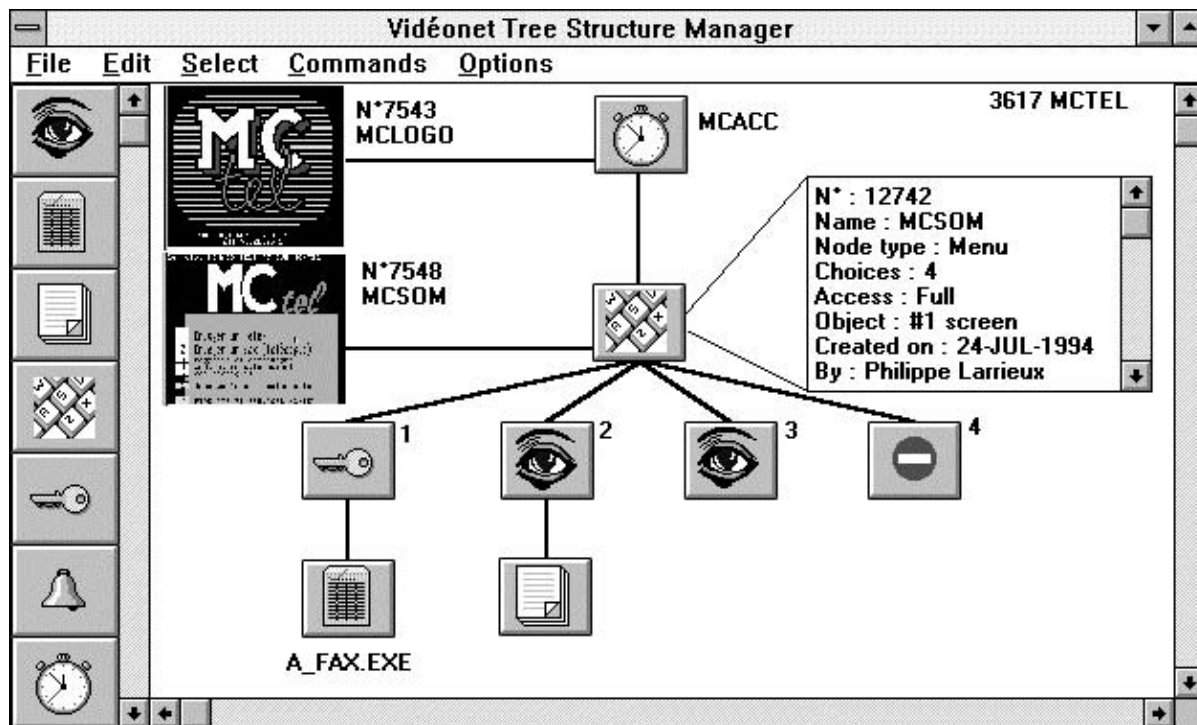 Vidéonet Tree Structure Manager
File Edit Select Commands Options
3617 MCTEL
N°7543
MCLOGO
MCACC
MC
tel
N° : 12742
Name : MCSOM
Node type : Menu
Choices : 4
Access : Full
Object : #1 screen
Created on : 24-JUL-1994
By : Philippe Larrieux
N°7548
MCSOM
MC tel
1
2
3
4
A_FAX.EXE